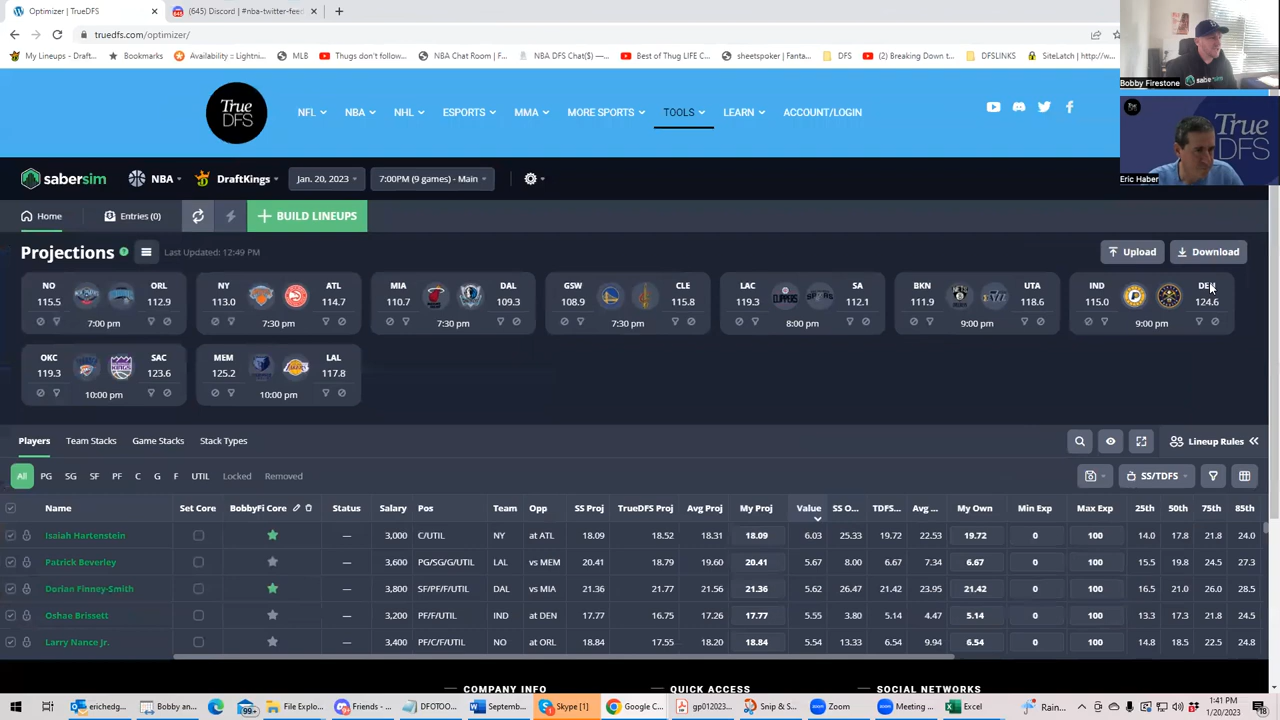 Optimizer | TrueDFS
(645) Discord | #nba-twitter-feed
truedfs.com/optimizer/
My Lineups - Draft...
Bookmarks
Availability = Lightni...
MLB
Thugs don't follow...
NBA Chat Room | F...
NBA DFS Chat($) —...
Best of Thug LIFE C...
sheetspoker | Fanta...
DFS
(1) Breaking Down t...
DFSLINKS
SiteLatch | http://w...
Bobby Firestone
sabersim
True
DFS
NFL
NBA
NHL
ESPORTS
MMA
MORE SPORTS
TOOLS
LEARN
ACCOUNT/LOGIN
True
DFS
Eric Haber
sabersim
NBA
DraftKings
Jan. 20, 2023
7:00PM (9 games) - Main
Home
Entries (0)
BUILD LINEUPS
Projections
Last Updated: 12:49 PM
Upload
Download
NO ORL
115.5 112.9
7:00 pm
NY ATL
113.0 114.7
7:30 pm
MIA DAL
110.7 109.3
7:30 pm
GSW CLE
108.9 115.8
7:30 pm
LAC SA
119.3 112.1
8:00 pm
BKN UTA
111.9 118.6
9:00 pm
IND DEN
115.0 124.6
9:00 pm
OKC SAC
119.3 123.6
10:00 pm
MEM LAL
125.2 117.8
10:00 pm
Players Team Stacks Game Stacks Stack Types
Lineup Rules
All PG SG SF PF C G F UTIL Locked Removed
SS/TDFS
Name Set Core BobbyFi Core Status Salary Pos Team Opp SS Proj TrueDFS Proj Avg Proj My Proj Value SS O... TDFS... Avg ... My Own Min Exp Max Exp 25th 50th 75th 85th
Isaiah Hartenstein — 3,000 C/UTIL NY at ATL 18.09 18.52 18.31 18.09 6.03 25.33 19.72 22.53 19.72 0 100 14.0 17.8 21.8 24.0
Patrick Beverley — 3,600 PG/SG/G/UTIL LAL vs MEM 20.41 18.79 19.60 20.41 5.67 8.00 6.67 7.34 6.67 0 100 15.5 19.8 24.5 27.3
Dorian Finney-Smith — 3,800 SF/PF/F/UTIL DAL vs MIA 21.36 21.77 21.56 21.36 5.62 26.47 21.42 23.95 21.42 0 100 16.5 21.0 26.0 28.5
Oshae Brissett — 3,200 PF/F/UTIL IND at DEN 17.77 16.75 17.26 17.77 5.55 3.80 5.14 4.47 5.14 0 100 13.3 17.3 21.8 24.5
Larry Nance Jr. — 3,400 PF/C/F/UTIL NO at ORL 18.84 17.55 18.20 18.84 5.54 13.33 6.54 9.94 6.54 0 100 14.8 18.5 22.5 24.8
COMPANY INFO
QUICK ACCESS
SOCIAL NETWORKS
erichedg...
Bobby an...
99+
File Explo...
Friends - ...
DFOTOO...
Septemb...
Skype [1]
Google C...
gp012023...
Snip & S...
Zoom
Meeting ...
Excel
Rain...
1:41 PM
1/20/2023
18